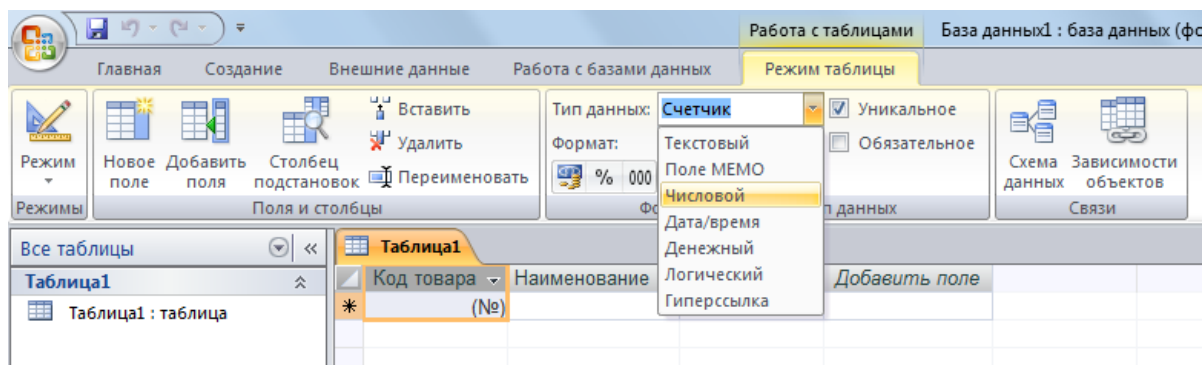 Работа с таблицами База данных1 : база данных (фо
Главная Создание Внешние данные Работа с базами данных Режим таблицы
Режим
Новое поле
Добавить поля
Столбец подстановок
Вставить
Удалить
Переименовать
Тип данных: Счетчик
Формат:
% 000
Текстовый
Поле МЕМО
Числовой
Дата/время
Денежный
Логический
Гиперссылка
Уникальное
Обязательное
Схема данных
Зависимости объектов
Режимы Поля и столбцы Фо п данных Связи
Все таблицы
Таблица1
Таблица1 : таблица
Таблица1
Код товара Наименование Добавить поле
(№)